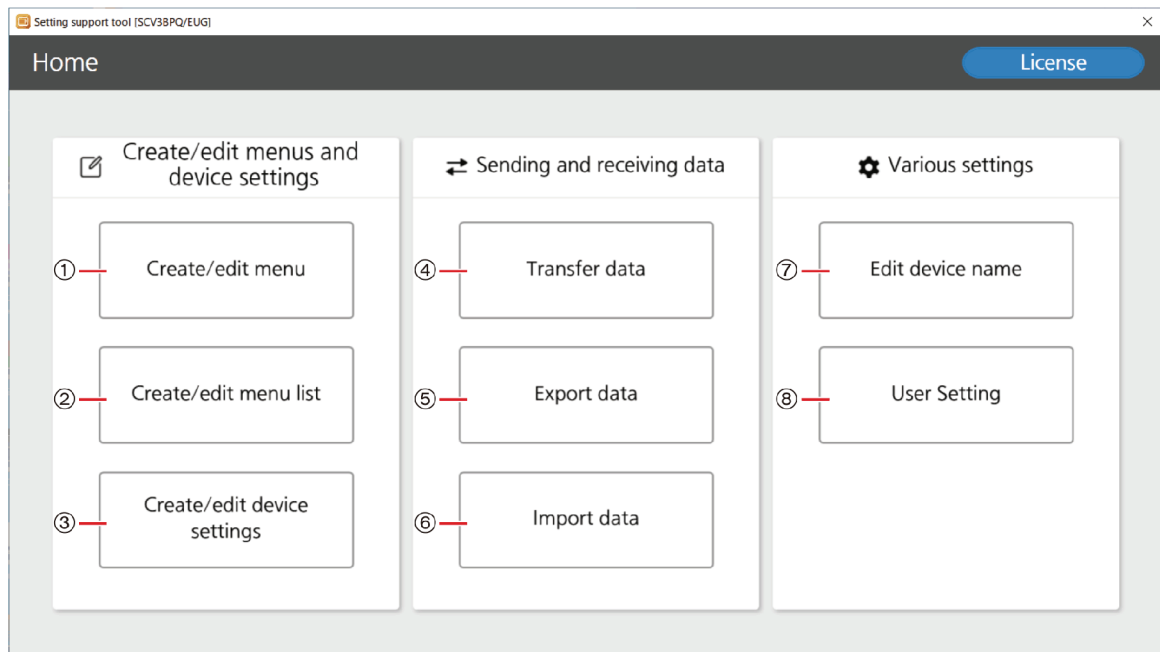 Setting support tool [SCV3BPQ/EUG]
Home
License
Create/edit menus and
device settings
Sending and receiving data
Various settings
① Create/edit menu
④ Transfer data
⑦ Edit device name
② Create/edit menu list
⑤ Export data
⑧ User Setting
③ Create/edit device
settings
⑥ Import data